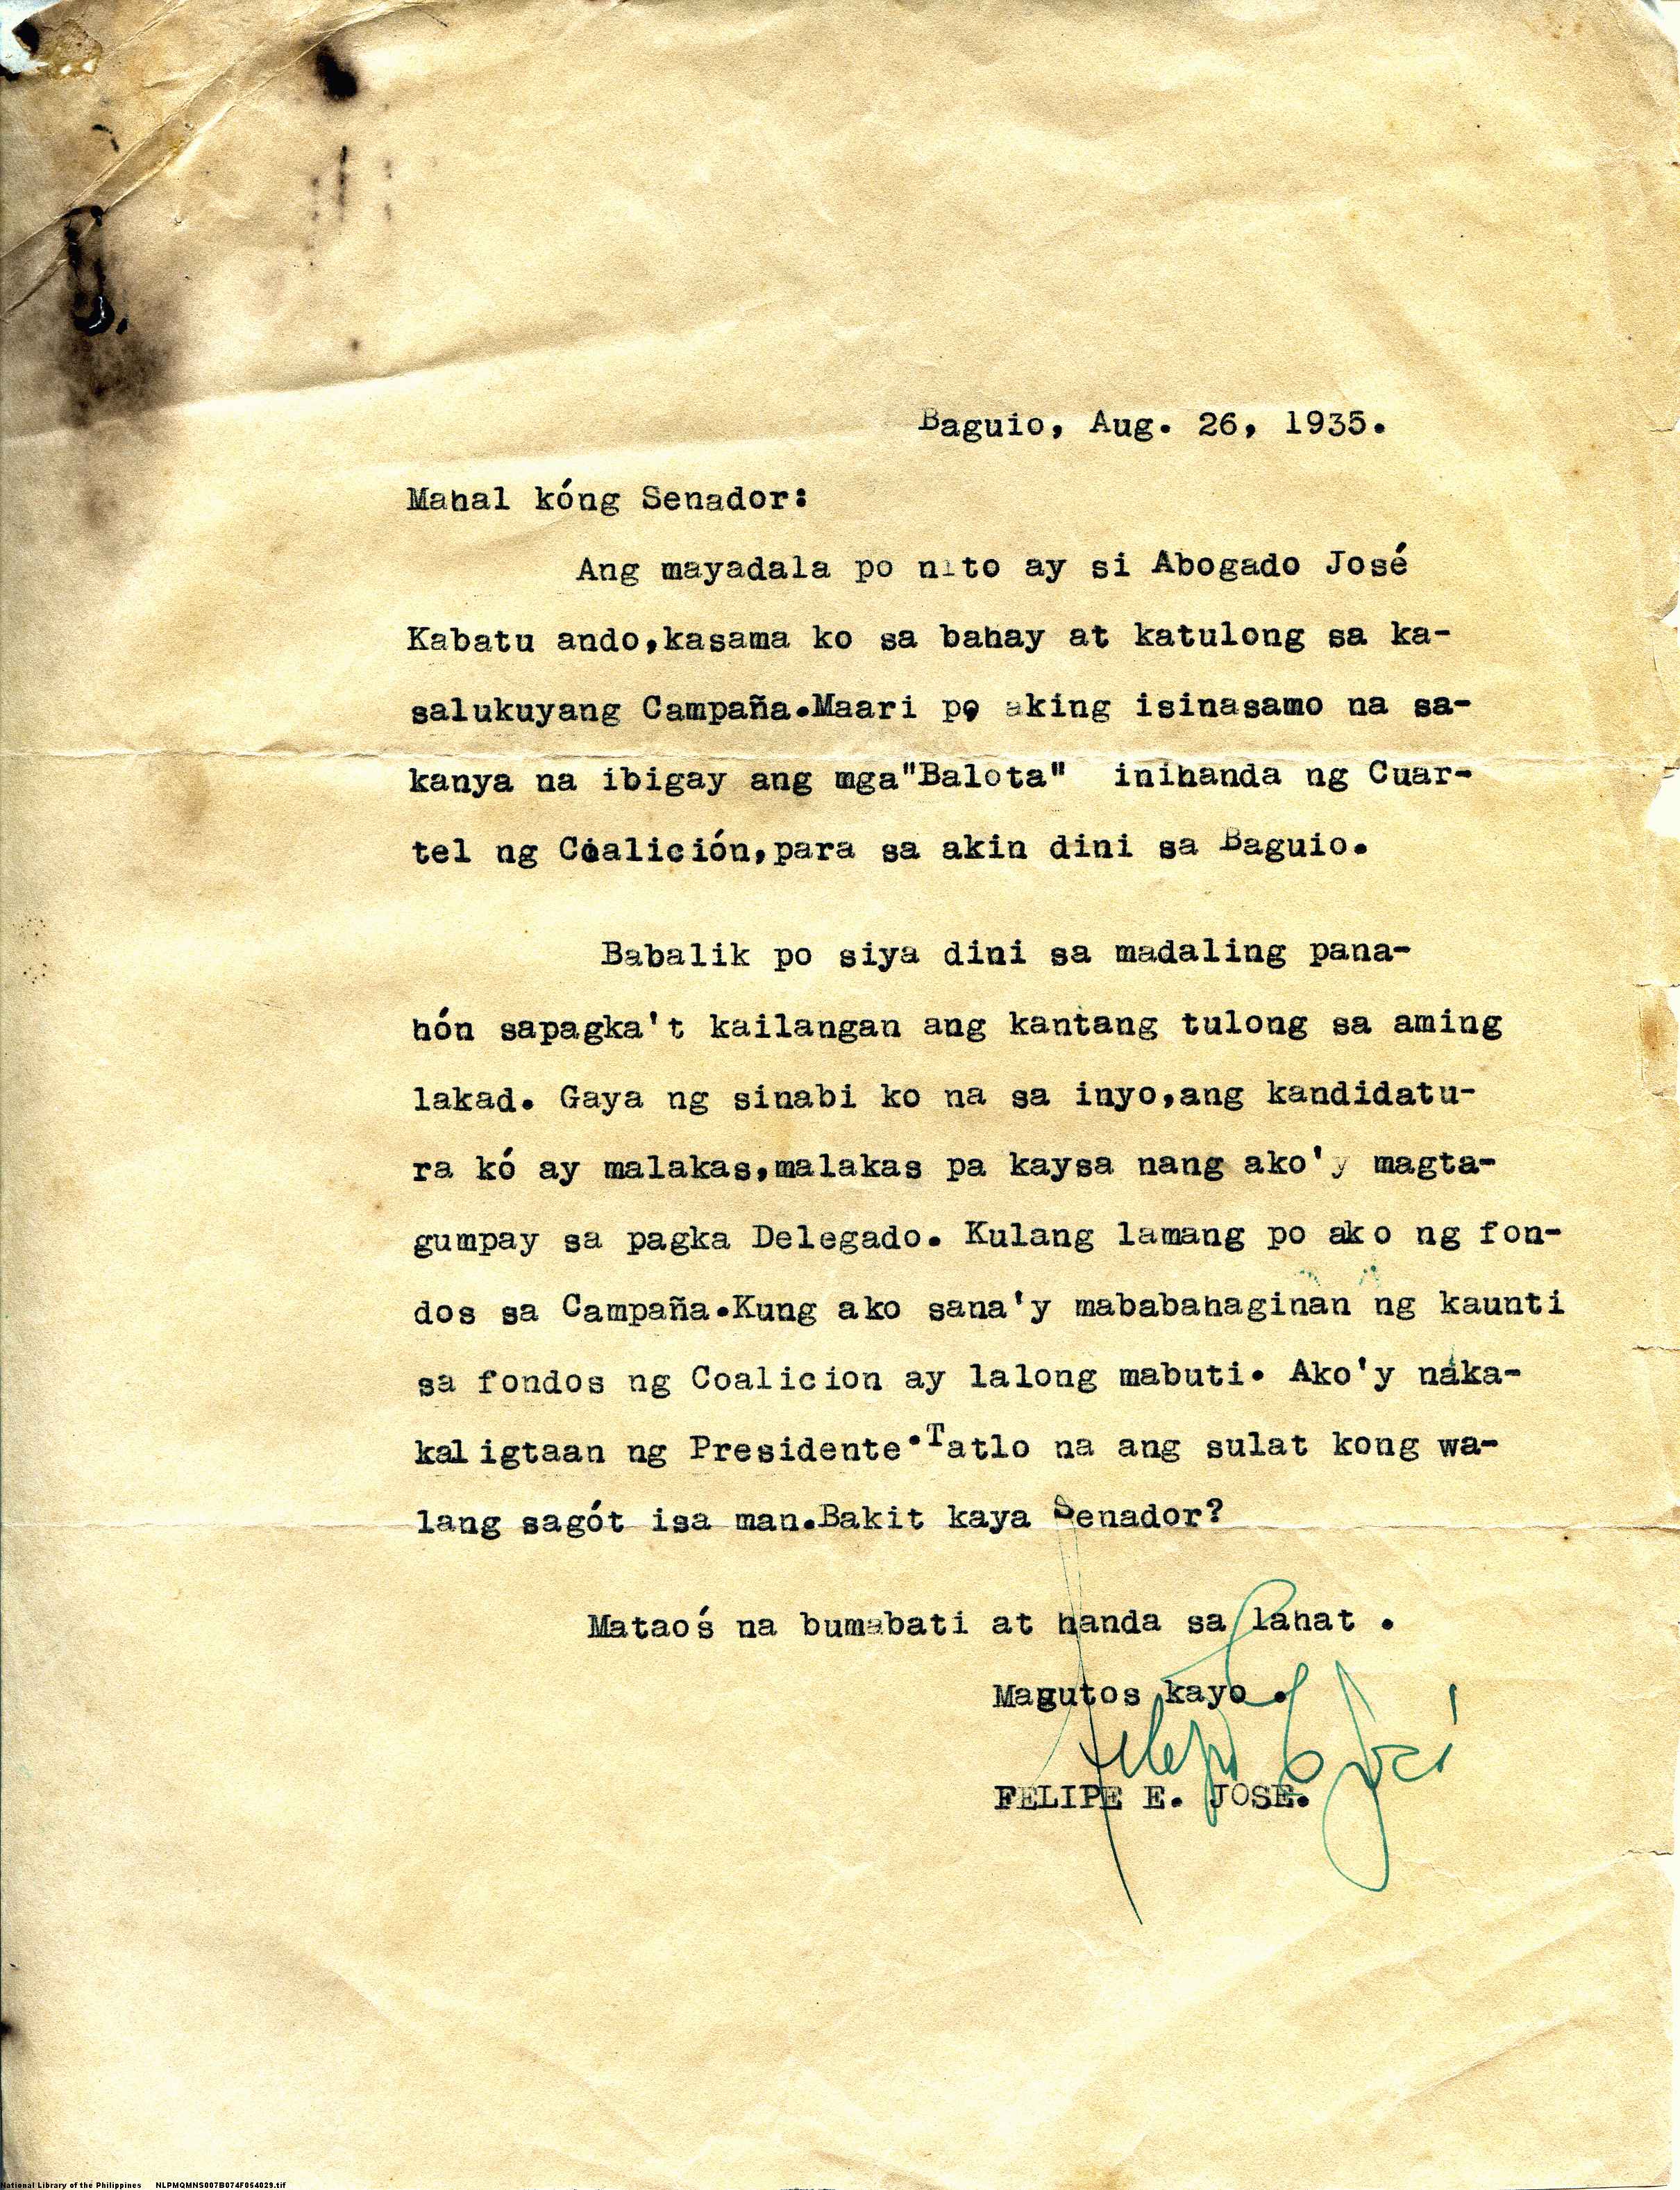 Baguio, Aug. 26, 1935.
Mahal kóng Senador:
Ang mayadala po nito ay si Abogado José
Kabatu ando,kasama ko sa bahay at katulong sa ka-
salukuyang Campaña.Maari po aking isinasamo na sa-
kanya na ibigay ang mga"Balota" inihanda ng Cuar-
tel ng Coalición,para sa akin dini sa Baguio.
Babalik po siya dini sa madaling pana-
hón sapagka't kailangan ang kantang tulong sa aming
lakad. Gaya ng sinabi ko na sa inyo,ang kandidatu-
ra kó ay malakas,malakas pa kaysa nang ako'y magta-
gumpay sa pagka Delegado. Kulang lamang po ako ng fon-
dos sa Campaña.Kung ako sana'y mababahaginan ng kaunti
sa fondos ng Coalicion ay lalong mabuti. Ako'y náka-
kaligtaan ng Presidente.Tatlo na ang sulat kong wa-
lang sagót isa man.Bakit kaya Senador?
Mataoś na bumabati at handa sa lahat .
Magutos kayo .
Felipe E José
FELIPE E. JOSE.
National Library of the Philippines NLPMQMNS007B074F054029.tif